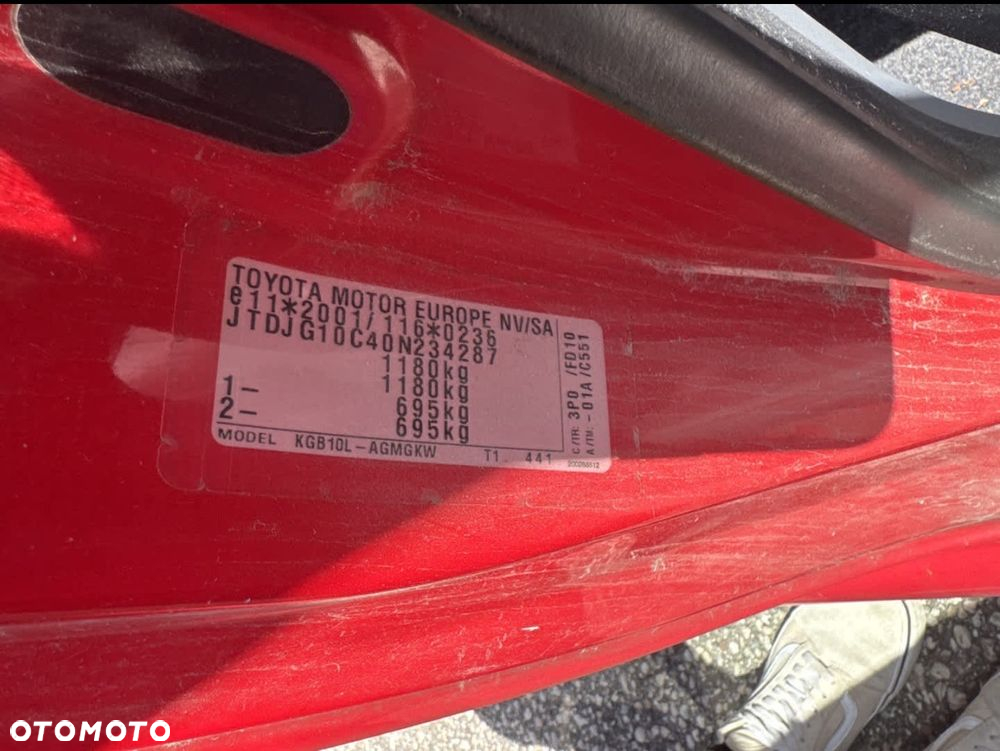 TOYOTA MOTOR EUROPE NV/SA
e11*2001/116*0236
JTDJG10C40N234287
1180kg
1- 1180kg
2- 695kg
695kg
MODEL KGB10L-AGMGKW T1.. 441
C/TR: 3P0 /FD10
A/TM: -01A /C551
OTOMOTO